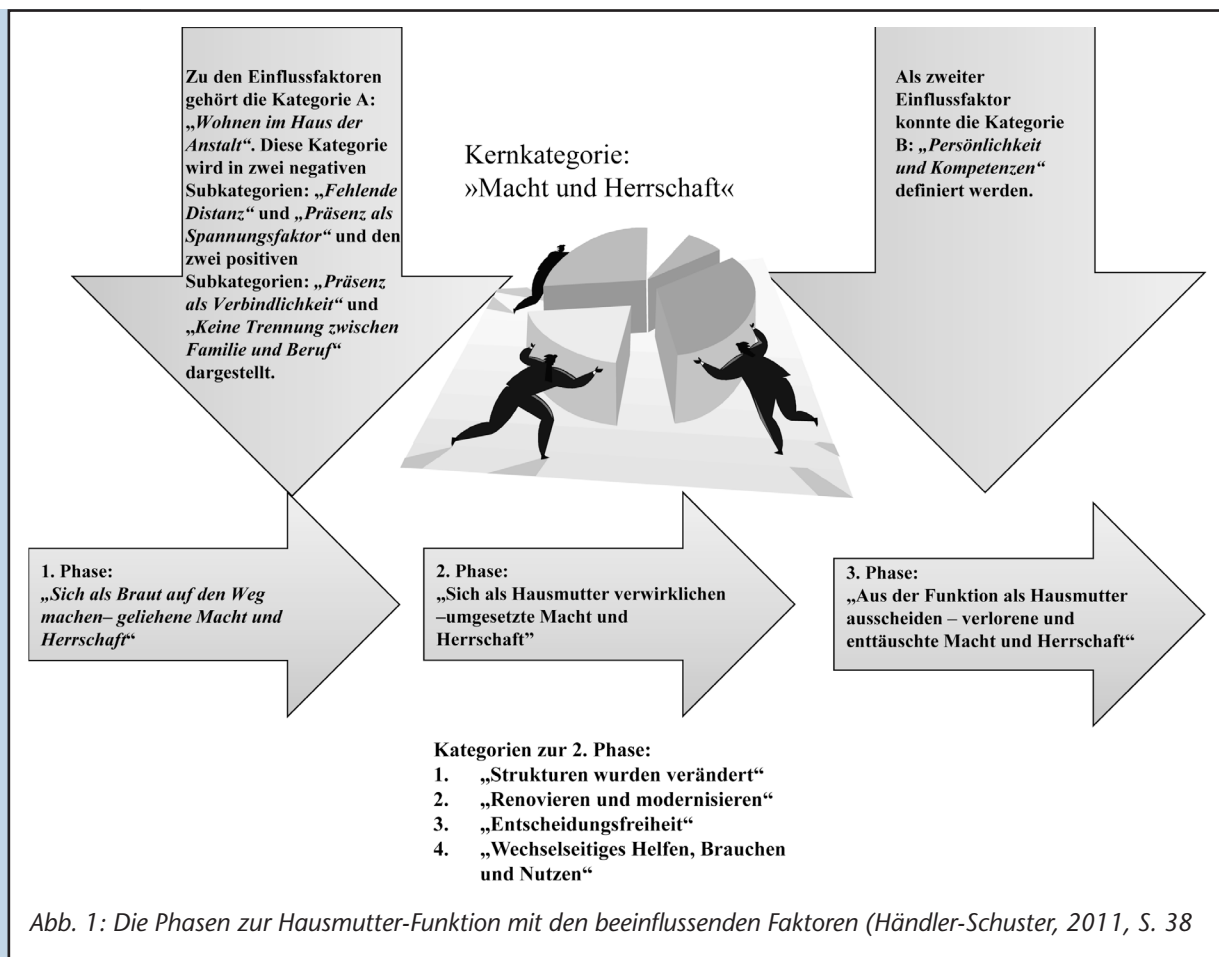 Zu den Einflussfaktoren
gehört die Kategorie A:
„Wohnen im Haus der
Anstalt“. Diese Kategorie
wird in zwei negativen
Subkategorien: „Fehlende
Distanz“ und „Präsenz als
Spannungsfaktor“ und den
zwei positiven
Subkategorien: „Präsenz
als Verbindlichkeit“ und
„Keine Trennung zwischen
Familie und Beruf“
dargestellt.
Kernkategorie:
»Macht und Herrschaft«
Als zweiter
Einflussfaktor
konnte die Kategorie
B: „Persönlichkeit
und Kompetenzen“
definiert werden.
1. Phase:
„Sich als Braut auf den Weg
machen– geliehene Macht und
Herrschaft“
2. Phase:
„Sich als Hausmutter verwirklichen
–umgesetzte Macht und
Herrschaft”
3. Phase:
„Aus der Funktion als Hausmutter
ausscheiden – verlorene und
enttäuschte Macht und Herrschaft“
Kategorien zur 2. Phase:
1. „Strukturen wurden verändert“
2. „Renovieren und modernisieren“
3. „Entscheidungsfreiheit“
4. „Wechselseitiges Helfen, Brauchen
und Nutzen“
Abb. 1: Die Phasen zur Hausmutter-Funktion mit den beeinflussenden Faktoren (Händler-Schuster, 2011, S. 38